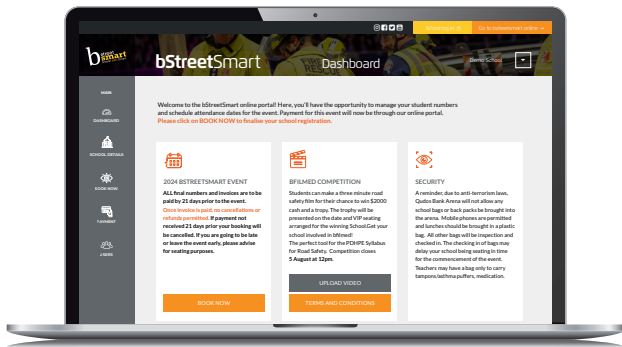 Go to bstreetsmart online →
b street smart
bStreetSmart
Dashboard
Demo School
MAIN
DASHBOARD
SCHOOL DETAILS
BOOK NOW
PAYMENT
USERS
Welcome to the bStreetSmart online portal! Here, you'll have the opportunity to manage your student numbers
and schedule attendance dates for the event. Payment for this event will now be through our online portal.
Please click on BOOK NOW to finalise your school registration.
2024 BSTREETSMART EVENT
ALL final numbers and invoices are to be
paid by 21 days prior to the event.
Once invoice is paid, no cancellations or
refunds permitted. If payment not
received 21 days prior your booking will
be cancelled. If you are going to be late
or leave the event early, please advise
for seating purposes.
BOOK NOW
BFILMED COMPETITION
Students can make a three minute road
safety film for their chance to win $2000
cash and a tropy. The trophy will be
presented on the date and VIP seating
arranged for the winning School.Get your
school involved in bfilmed!
The perfect tool for the PDHPE Syllabus
for Road Safety. Competition closes
5 August at 12pm.
UPLOAD VIDEO
TERMS AND CONDITIONS
SECURITY
A reminder, due to anti-terrorism laws,
Qudos Bank Arena will not allow any
school bags or back packs be brought into
the arena. Mobile phones are permitted
and lunches should be brought in a plastic
bag. All other bags will be inspection and
checked in. The checking in of bags may
delay your school being seating in time
for the commencement of the event.
Teachers may have a bag only to carry
tampons/asthma puffers, medication.